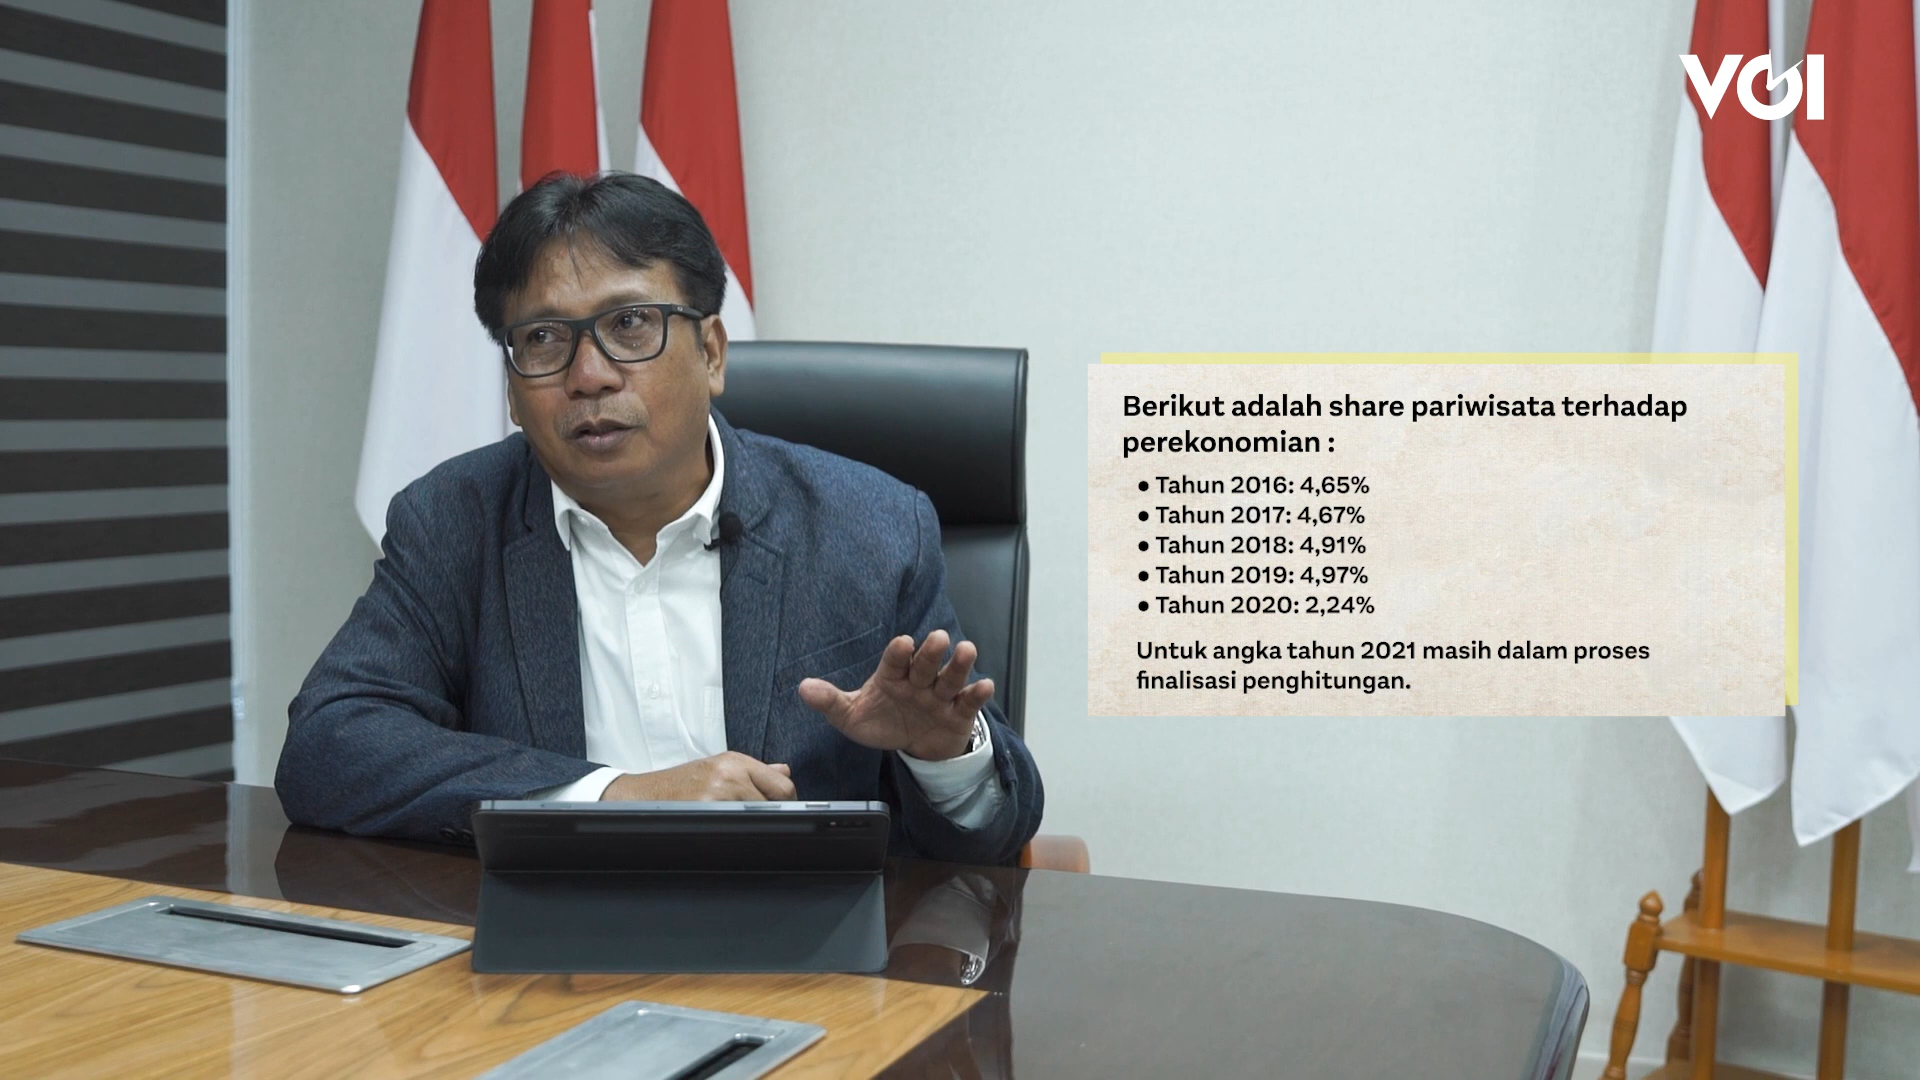 VOI
Berikut adalah share pariwisata terhadap
perekonomian :
● Tahun 2016: 4,65%
● Tahun 2017: 4,67%
● Tahun 2018: 4,91%
● Tahun 2019: 4,97%
● Tahun 2020: 2,24%
Untuk angka tahun 2021 masih dalam proses
finalisasi penghitungan.